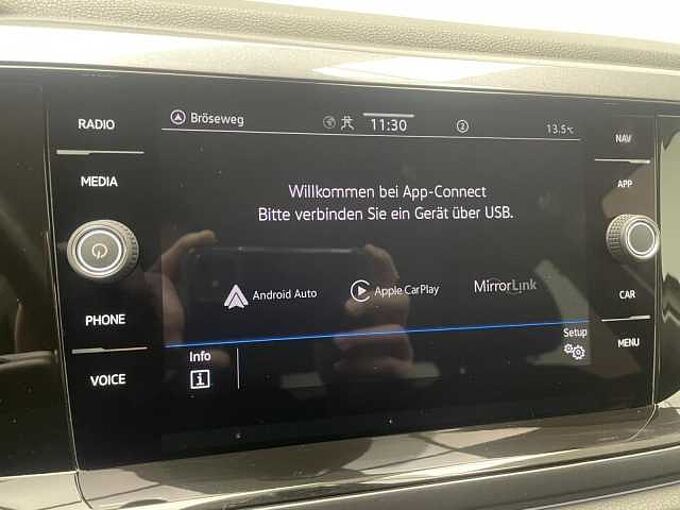 RADIO
MEDIA
PHONE
VOICE
Bröseweg
11:30
2
13.5°C
Willkommen bei App-Connect
Bitte verbinden Sie ein Gerät über USB.
Android Auto
Apple CarPlay
MirrorLink
Info
i
Setup
NAV
APP
CAR
MENU